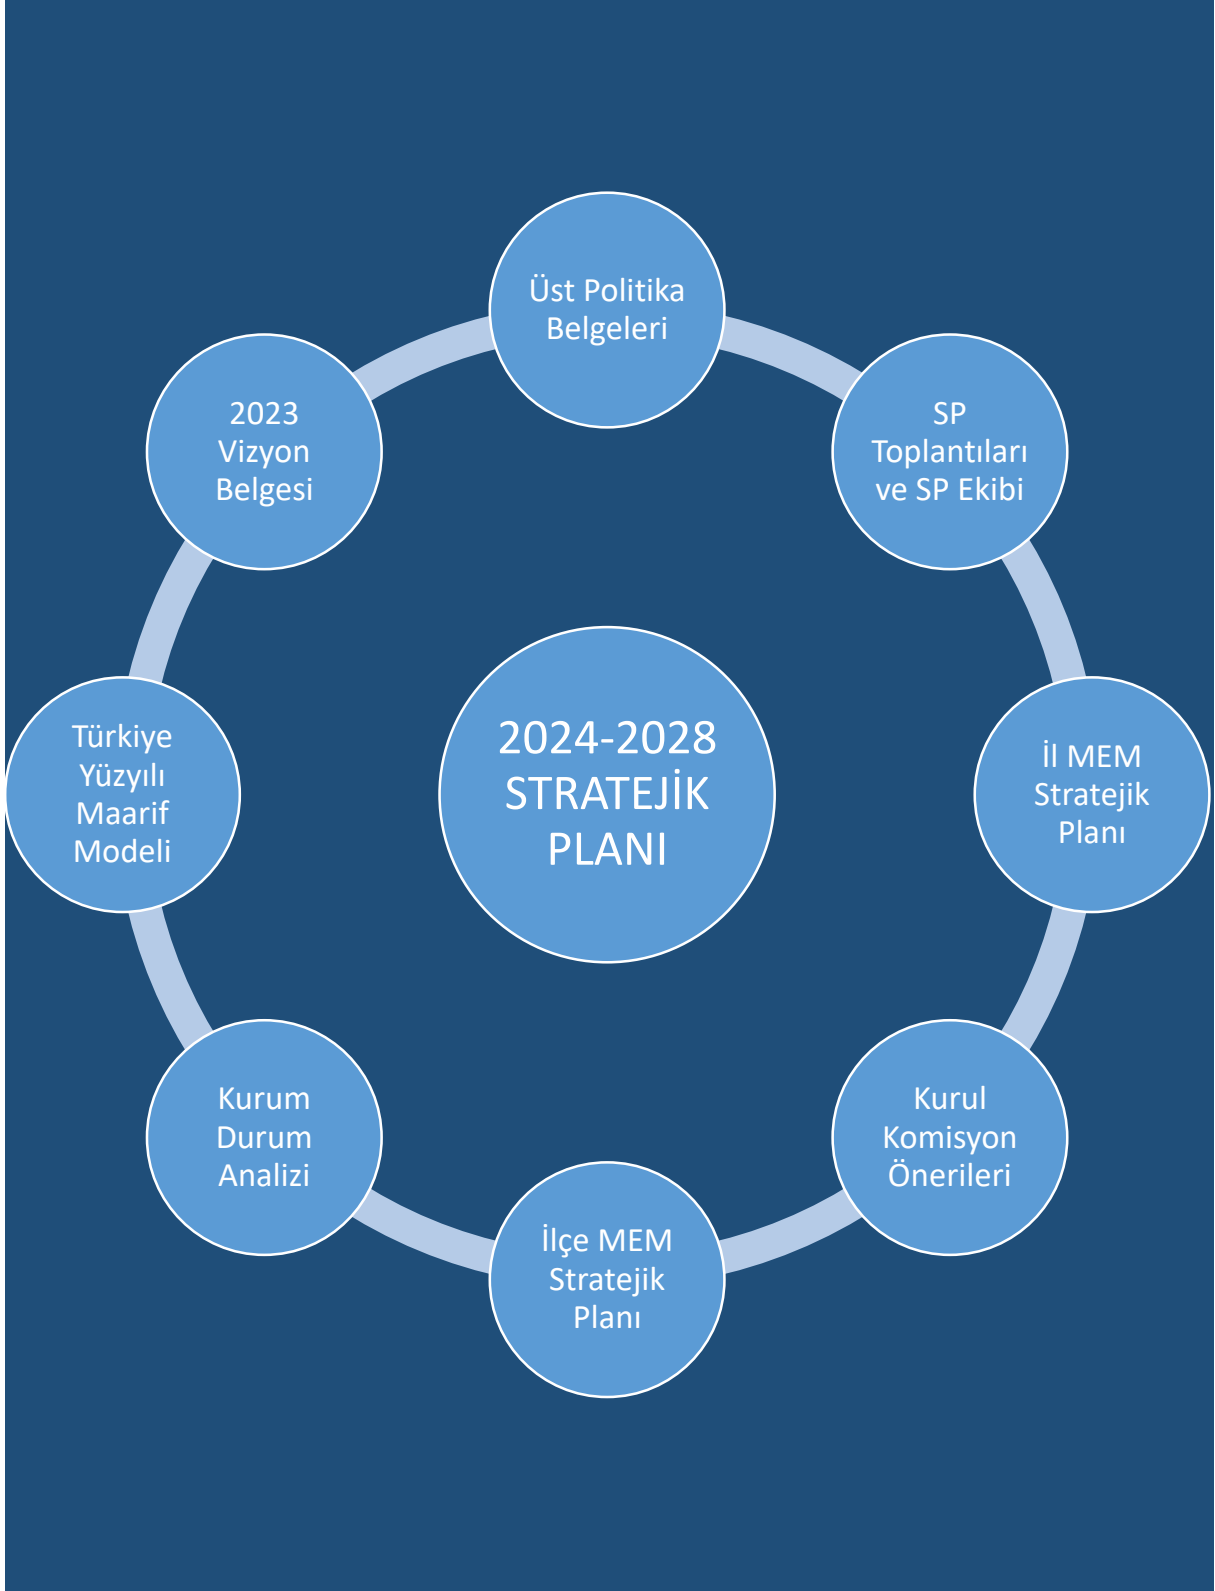 Üst Politika
Belgeleri
SP
Toplantıları
ve SP Ekibi
İl MEM
Stratejik
Planı
Kurul
Komisyon
Önerileri
İlçe MEM
Stratejik
Planı
Kurum
Durum
Analizi
Türkiye
Yüzyılı
Maarif
Modeli
2023
Vizyon
Belgesi
2024-2028
STRATEJİK
PLANI